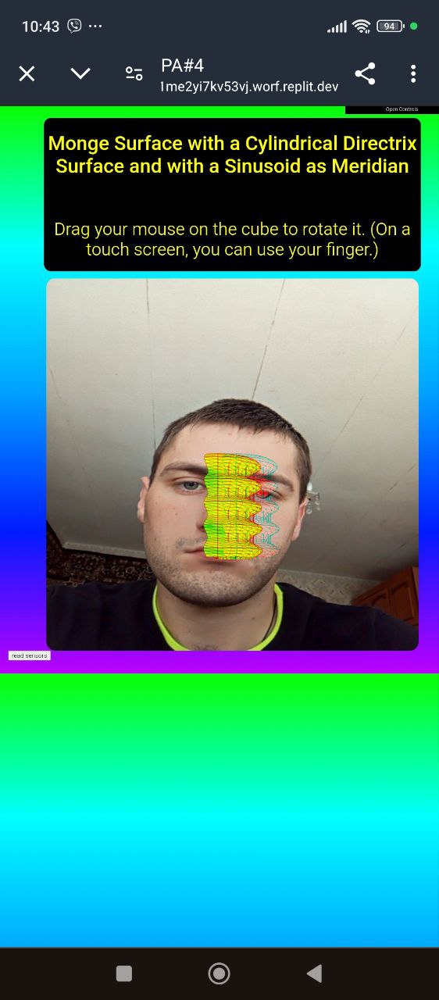 10:43
94
PA#4
1me2yi7kv53vj.worf.replit.dev
Open Controls
Monge Surface with a Cylindrical Directrix
Surface and with a Sinusoid as Meridian
Drag your mouse on the cube to rotate it. (On a
touch screen, you can use your finger.)
read sensors